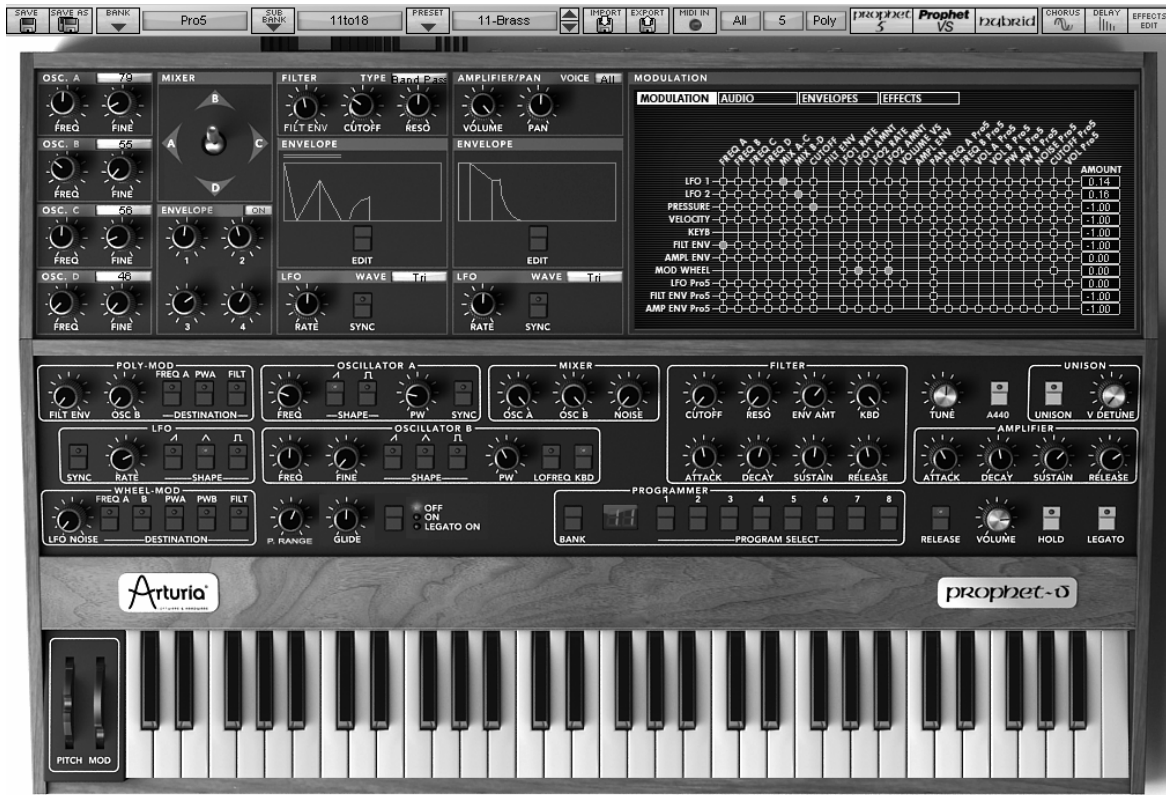 SAVE SAVE AS BANK Pro5 SUB BANK 11to18 PRESET 11-Brass IMPORT EXPORT MIDI IN All 5 Poly prophet 5 Prophet VS hybrid CHORUS DELAY EFFECTS EDIT
OSC. A 79 MIXER FILTER TYPE Band Pass AMPLIFIER/PAN VOICE All MODULATION
MODULATION AUDIO ENVELOPES EFFECTS
FREQ FINE B FILT ENV CUTOFF RESO VOLUME PAN
OSC. B 55 A C ENVELOPE ENVELOPE
FREQ A FREQ B FREQ C FREQ D MIX A-C MIX B-D CUTOFF FILT ENV LFO1 RATE LFO1 AMNT LFO2 RATE LFO2 AMNT VOLUME VS AMPL ENV PAN
FREQ A Pro5 FREQ B Pro5 VOL A Pro5 VOL B Pro5 PW A Pro5 PW B Pro5 NOISE Pro5 CUTOFF Pro5 VOL Pro5
AMOUNT
FREQ FINE D
LFO 1 0.14
LFO 2 0.16
PRESSURE -1.00
VELOCITY -1.00
KEYB -1.00
FILT ENV -1.00
AMPL ENV 0.00
MOD WHEEL 0.00
LFO Pro5 0.00
FILT ENV Pro5 -1.00
AMP ENV Pro5 -1.00
OSC. C 56 ENVELOPE ON
FREQ FINE 1 2 EDIT EDIT
OSC. D 46 LFO WAVE Tri LFO WAVE Tri
FREQ FINE 3 4 RATE SYNC RATE SYNC
POLY-MOD OSCILLATOR A MIXER FILTER UNISON
FREQ A PWA FILT
FILT ENV OSC B DESTINATION FREQ SHAPE PW SYNC OSC A OSC B NOISE CUTOFF RESO ENV AMT KBD TUNE A440 UNISON V DETUNE
LFO OSCILLATOR B AMPLIFIER
SYNC RATE SHAPE FREQ FINE SHAPE PW LOFREQ KBD ATTACK DECAY SUSTAIN RELEASE ATTACK DECAY SUSTAIN RELEASE
WHEEL-MOD PROGRAMMER
FREQ A B PWA PWB FILT OFF 1 2 3 4 5 6 7 8
ON
LEGATO ON
LFO NOISE DESTINATION P. RANGE GLIDE BANK PROGRAM SELECT RELEASE VOLUME HOLD LEGATO
Arturia prophet-5
PITCH MOD